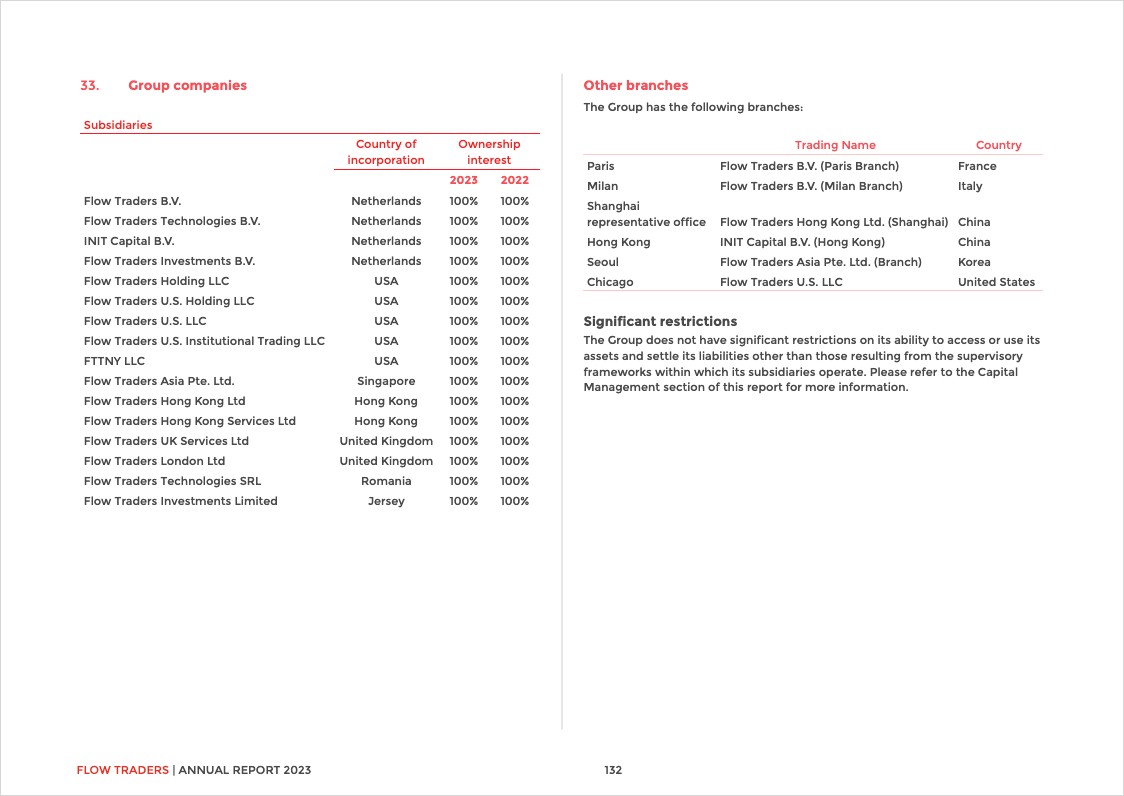 33. Group companies
Subsidiaries
Country of incorporation Ownership interest
2023 2022
Flow Traders B.V. Netherlands 100% 100%
Flow Traders Technologies B.V. Netherlands 100% 100%
INIT Capital B.V. Netherlands 100% 100%
Flow Traders Investments B.V. Netherlands 100% 100%
Flow Traders Holding LLC USA 100% 100%
Flow Traders U.S. Holding LLC USA 100% 100%
Flow Traders U.S. LLC USA 100% 100%
Flow Traders U.S. Institutional Trading LLC USA 100% 100%
FTTNY LLC USA 100% 100%
Flow Traders Asia Pte. Ltd. Singapore 100% 100%
Flow Traders Hong Kong Ltd Hong Kong 100% 100%
Flow Traders Hong Kong Services Ltd Hong Kong 100% 100%
Flow Traders UK Services Ltd United Kingdom 100% 100%
Flow Traders London Ltd United Kingdom 100% 100%
Flow Traders Technologies SRL Romania 100% 100%
Flow Traders Investments Limited Jersey 100% 100%
Other branches
The Group has the following branches:
Trading Name Country
Paris Flow Traders B.V. (Paris Branch) France
Milan Flow Traders B.V. (Milan Branch) Italy
Shanghai
representative office Flow Traders Hong Kong Ltd. (Shanghai) China
Hong Kong INIT Capital B.V. (Hong Kong) China
Seoul Flow Traders Asia Pte. Ltd. (Branch) Korea
Chicago Flow Traders U.S. LLC United States
Significant restrictions
The Group does not have significant restrictions on its ability to access or use its
assets and settle its liabilities other than those resulting from the supervisory
frameworks within which its subsidiaries operate. Please refer to the Capital
Management section of this report for more information.
FLOW TRADERS | ANNUAL REPORT 2023 132